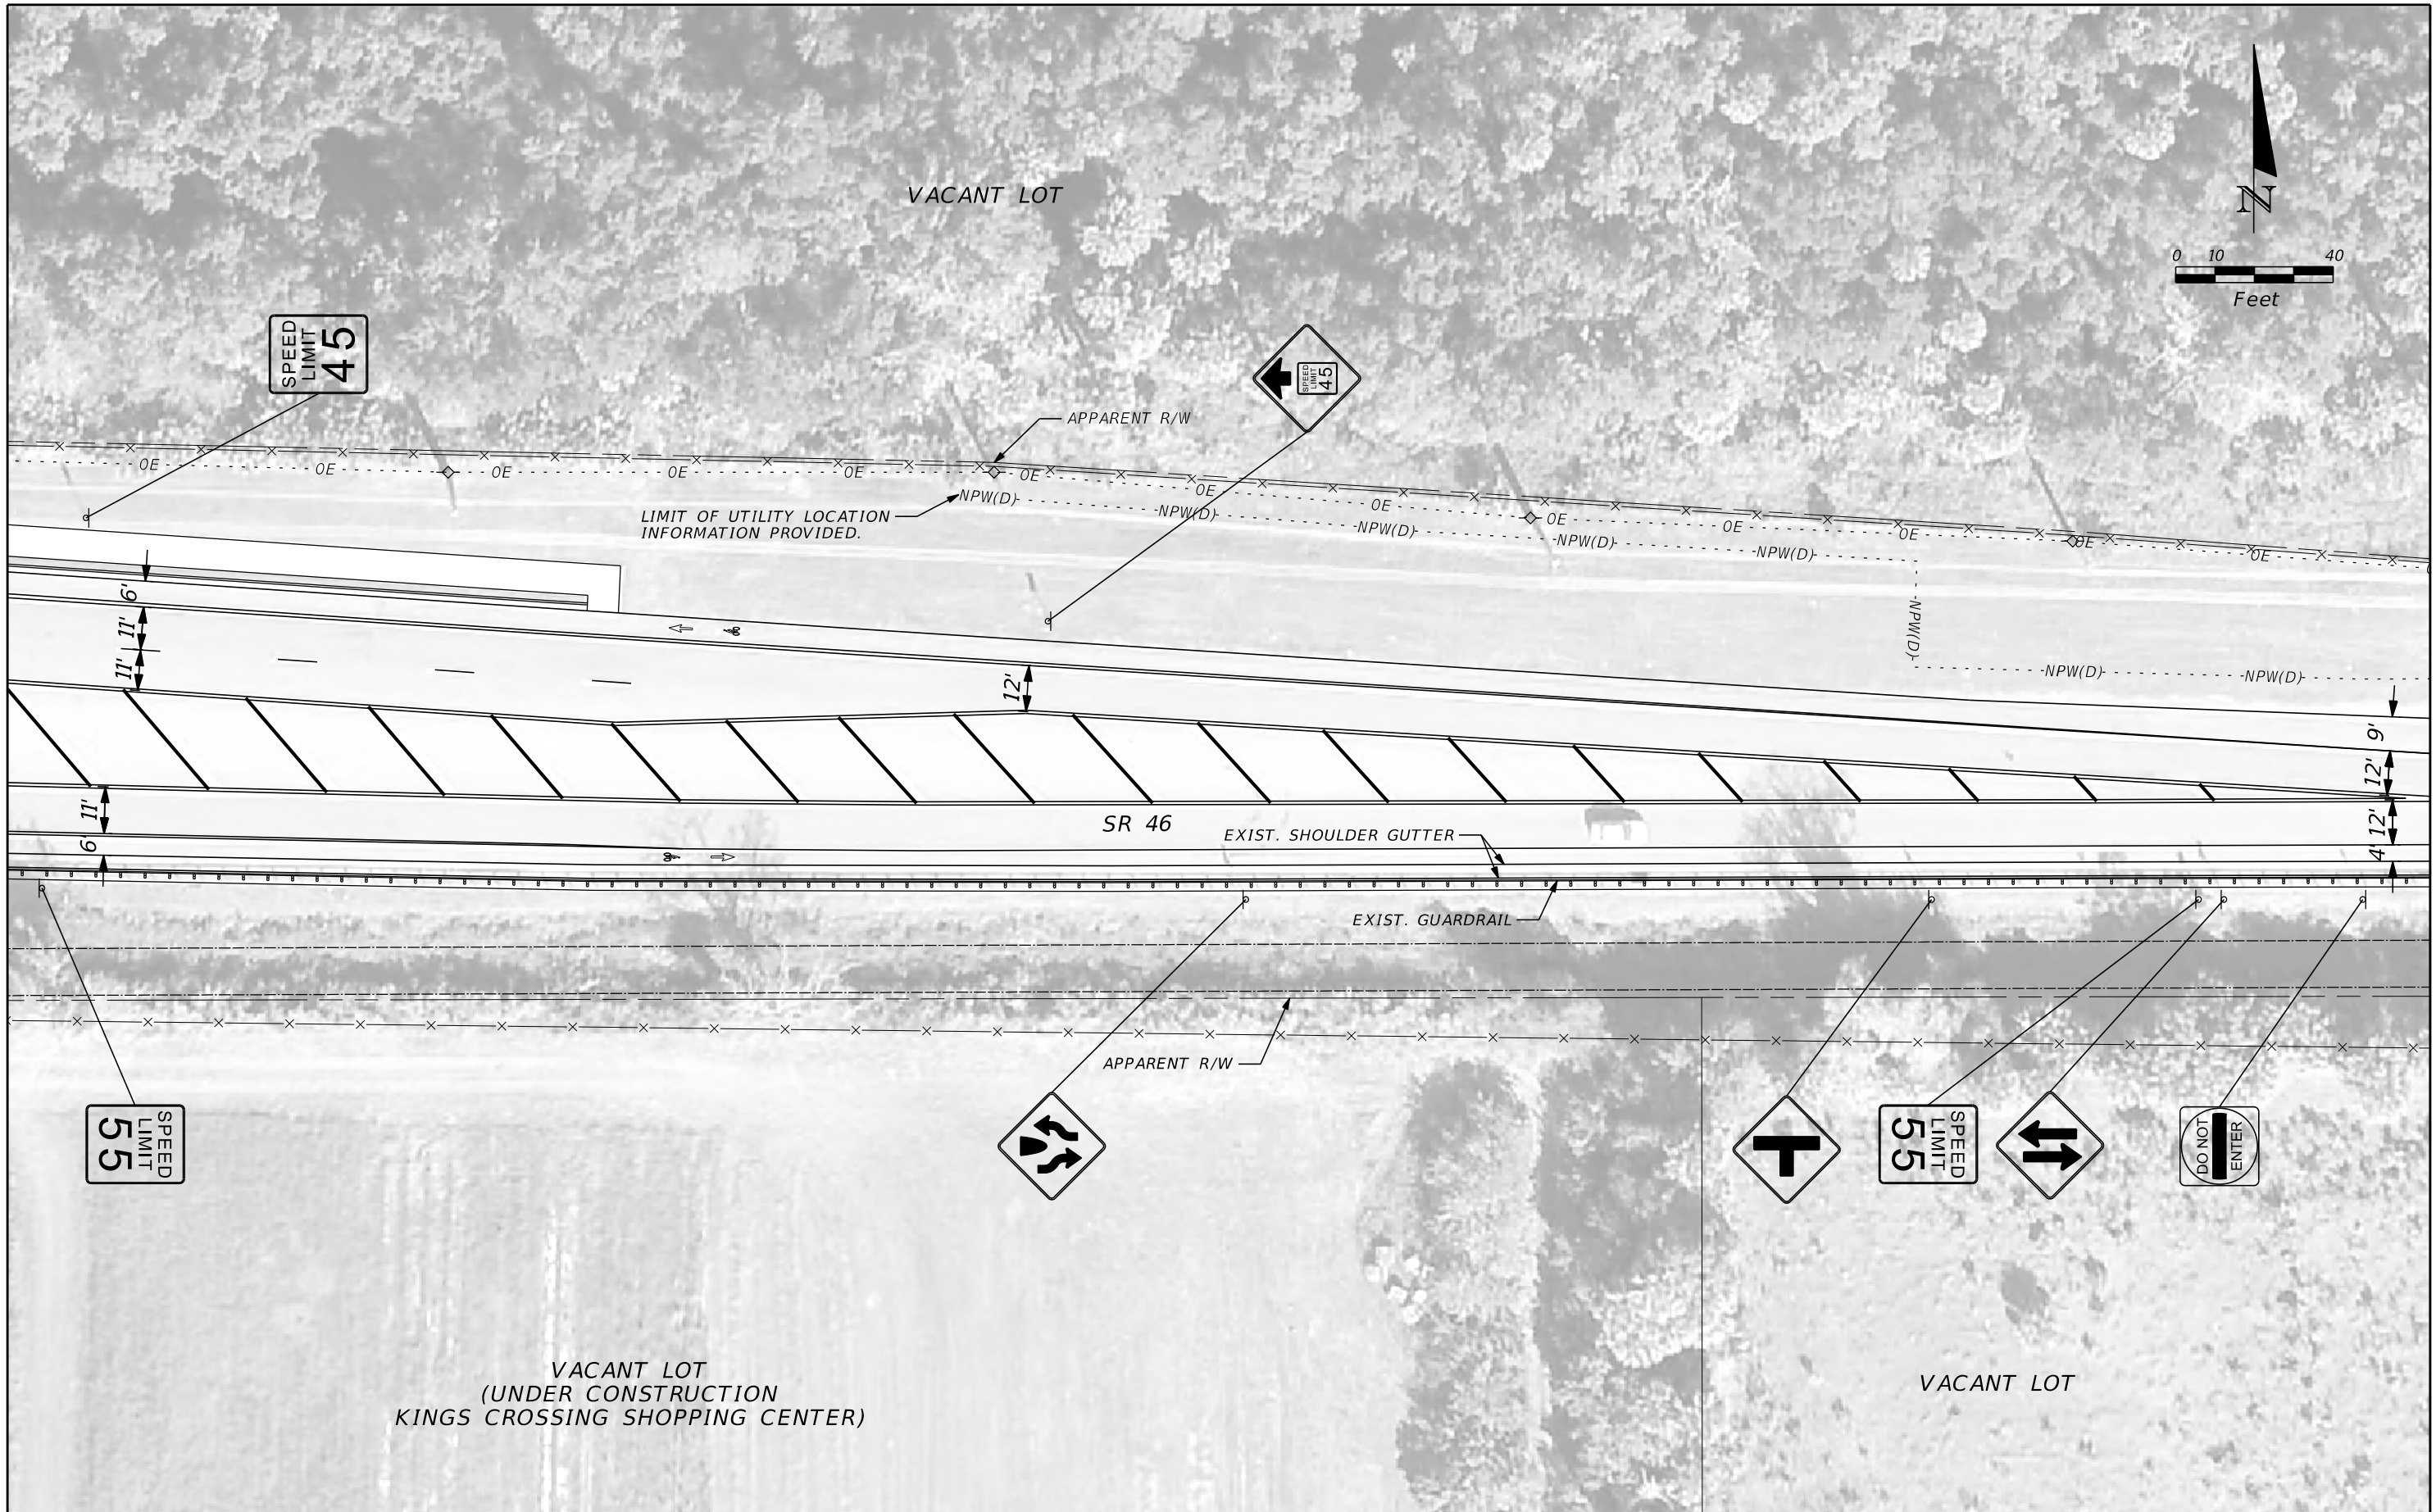 VACANT LOT
N
0 10 40
Feet
SPEED
LIMIT
45
SPEED
LIMIT
45
APPARENT R/W
OE OE OE OE OE OE OE OE OE OE OE OE OE
LIMIT OF UTILITY LOCATION
INFORMATION PROVIDED.
NPW(D) NPW(D) NPW(D) NPW(D) NPW(D)
NPW(D)
NPW(D) NPW(D)
6'
11'
11'
12'
9'
12'
12'
4'
11'
6'
SR 46
EXIST. SHOULDER GUTTER
EXIST. GUARDRAIL
APPARENT R/W
SPEED
LIMIT
55
SPEED
LIMIT
55
DO NOT
ENTER
VACANT LOT
(UNDER CONSTRUCTION
KINGS CROSSING SHOPPING CENTER)
VACANT LOT